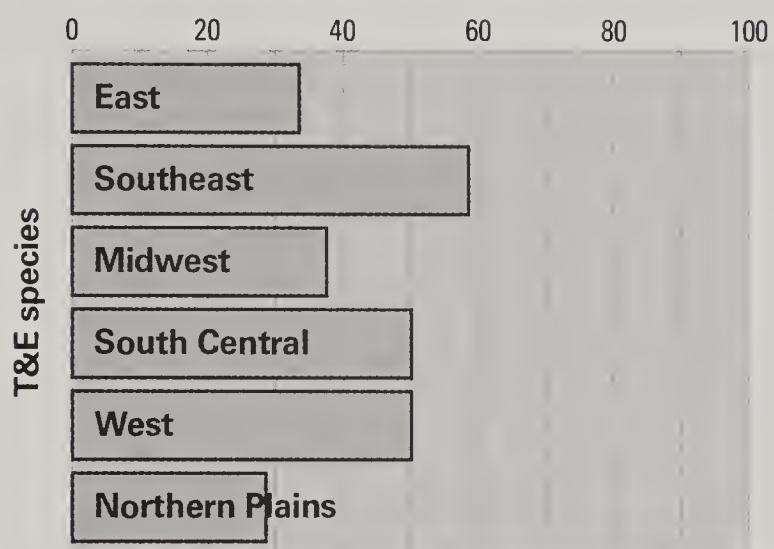 0 20 40 60 80 100
East
Southeast
Midwest
South Central
West
Northern Plains
T&E species